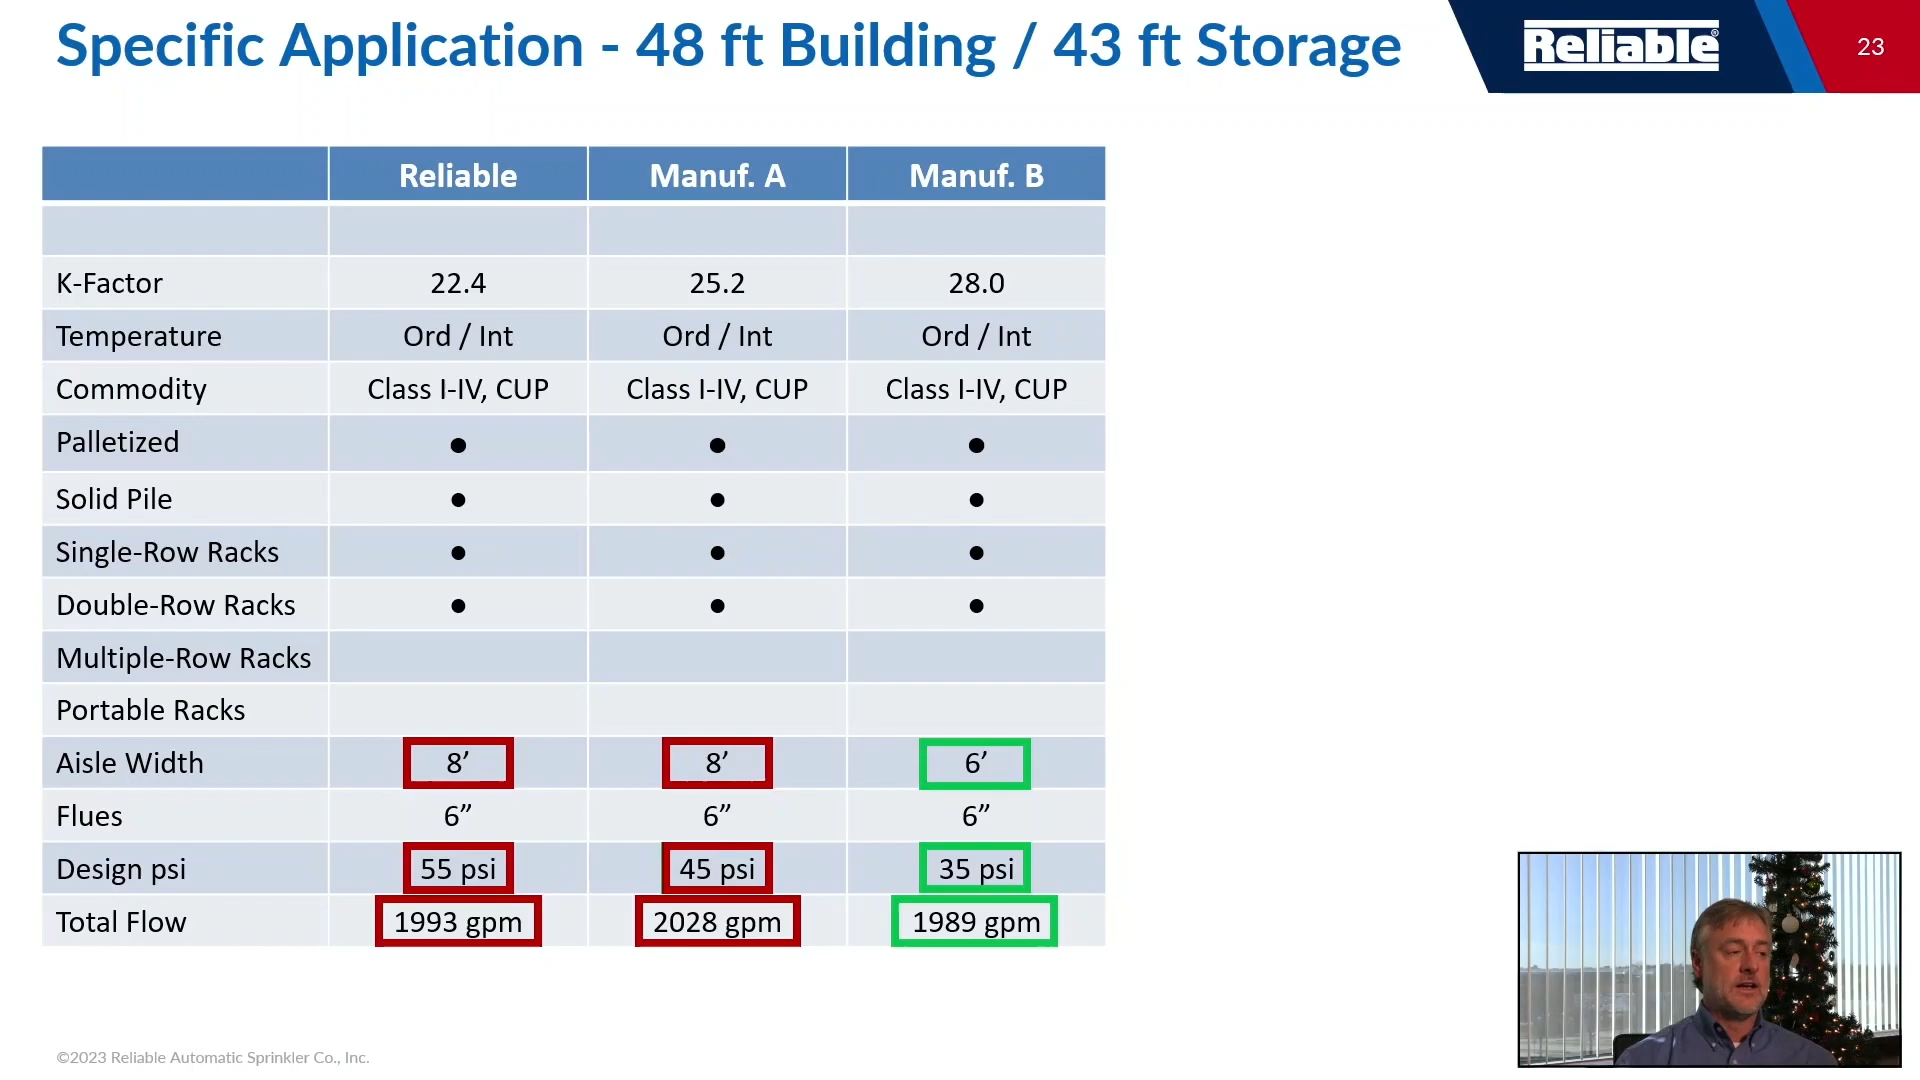 Specific Application - 48 ft Building / 43 ft Storage
Reliable®
23
Reliable Manuf. A Manuf. B
K-Factor 22.4 25.2 28.0
Temperature Ord / Int Ord / Int Ord / Int
Commodity Class I-IV, CUP Class I-IV, CUP Class I-IV, CUP
Palletized ● ● ●
Solid Pile ● ● ●
Single-Row Racks ● ● ●
Double-Row Racks ● ● ●
Multiple-Row Racks
Portable Racks
Aisle Width 8’ 8’ 6’
Flues 6” 6” 6”
Design psi 55 psi 45 psi 35 psi
Total Flow 1993 gpm 2028 gpm 1989 gpm
©2023 Reliable Automatic Sprinkler Co., Inc.